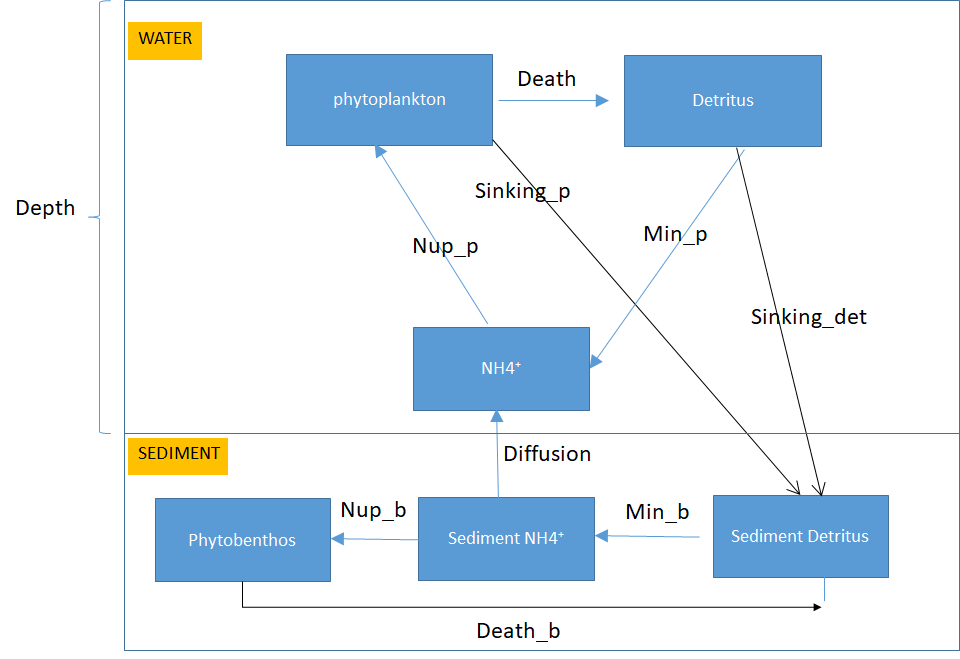 WATER
phytoplankton
Death
Detritus
Sinking_p
Depth
Nup_p
Min_p
Sinking_det
NH4⁺
SEDIMENT
Diffusion
Phytobenthos
Nup_b
Sediment NH4⁺
Min_b
Sediment Detritus
Death_b